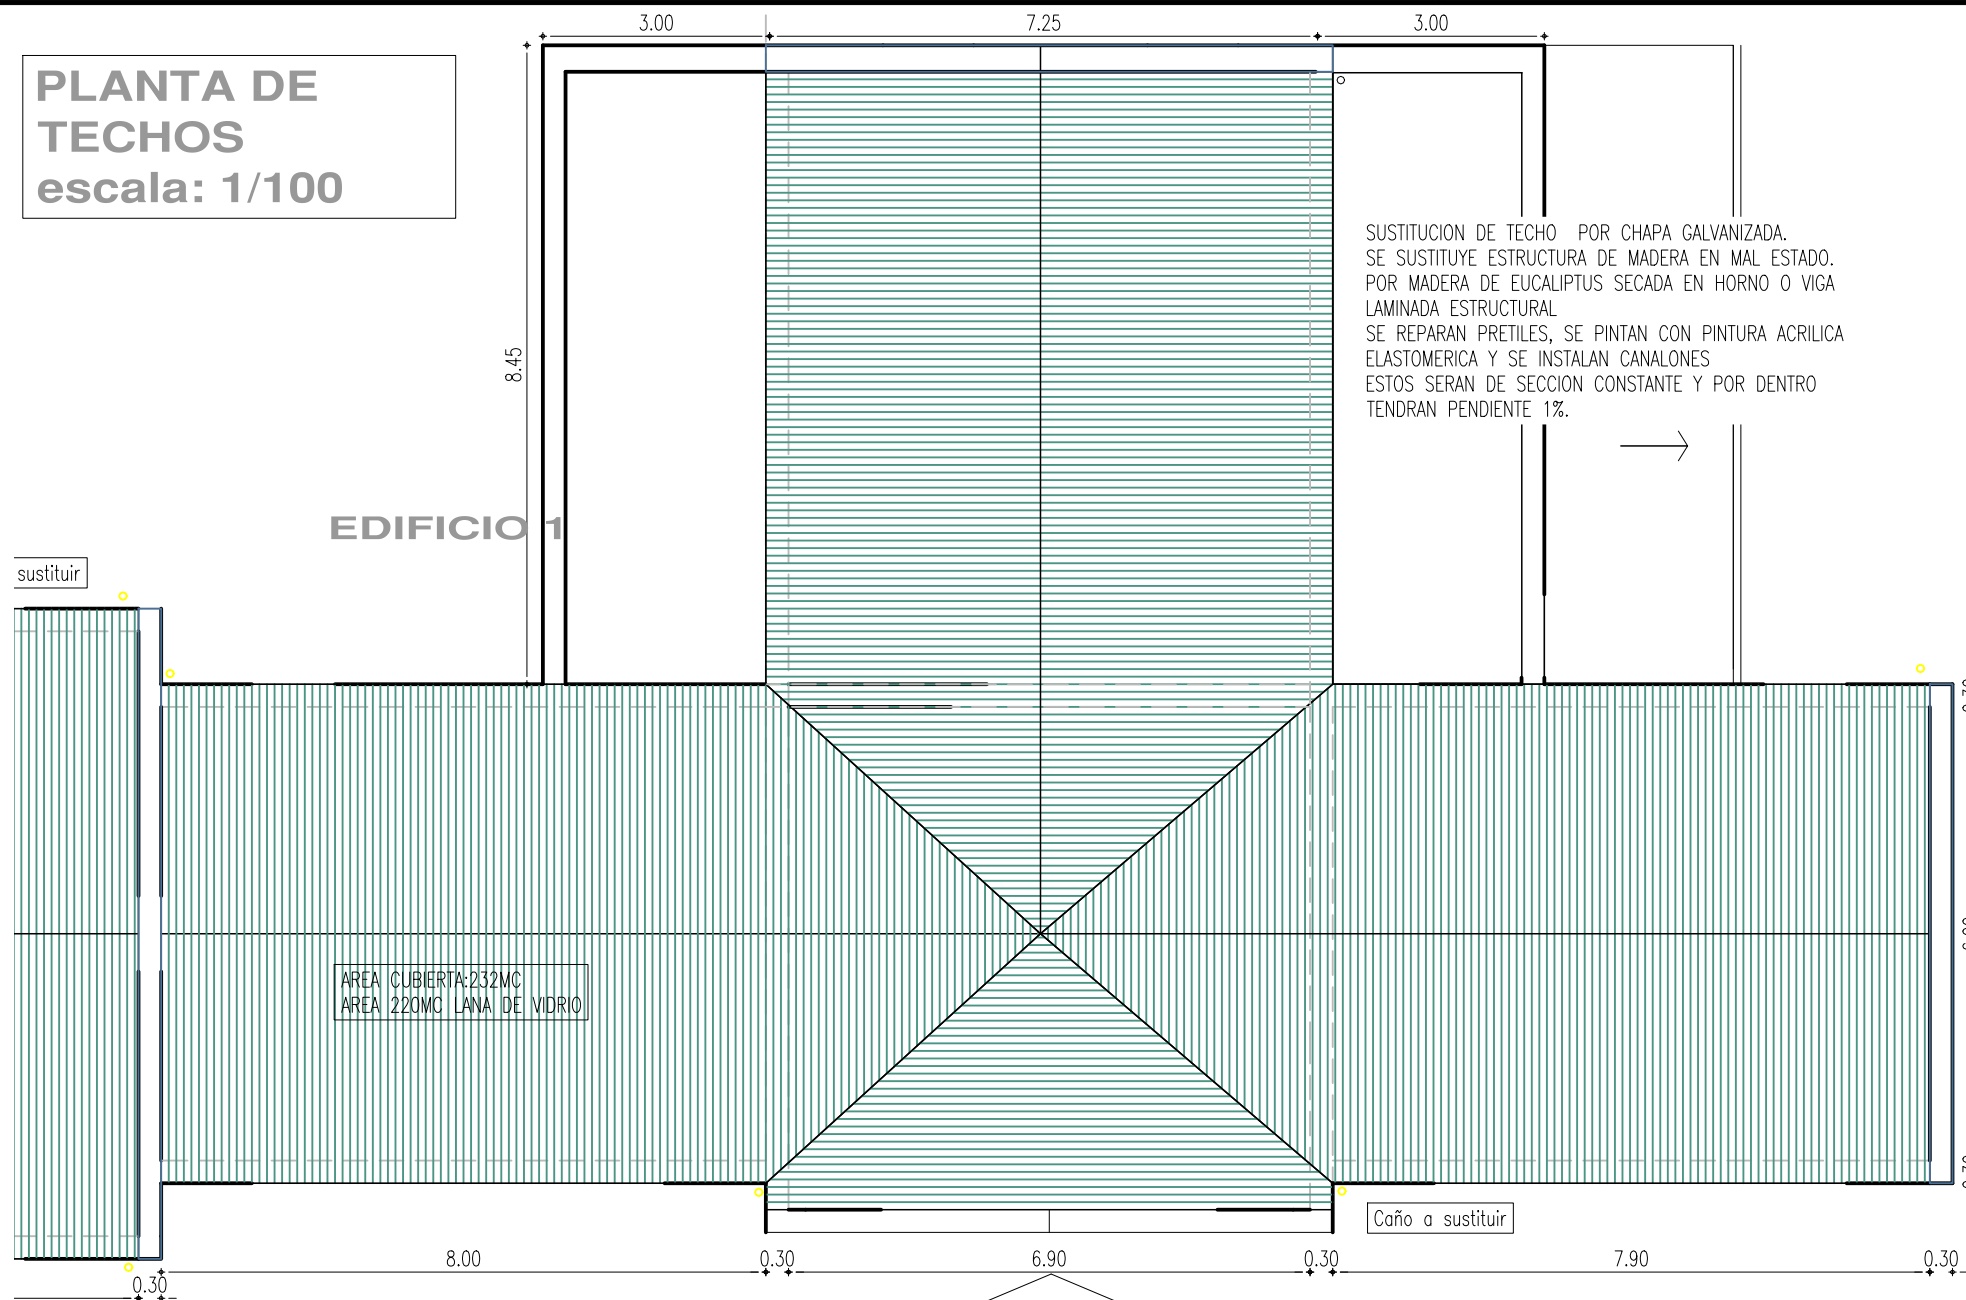 3.00
7.25
3.00
PLANTA DE
TECHOS
escala: 1/100
SUSTITUCION DE TECHO POR CHAPA GALVANIZADA.
SE SUSTITUYE ESTRUCTURA DE MADERA EN MAL ESTADO.
POR MADERA DE EUCALIPTUS SECADA EN HORNO O VIGA
LAMINADA ESTRUCTURAL
SE REPARAN PRETILES, SE PINTAN CON PINTURA ACRILICA
ELASTOMERICA Y SE INSTALAN CANALONES
ESTOS SERAN DE SECCION CONSTANTE Y POR DENTRO
TENDRAN PENDIENTE 1%.
8.45
EDIFICIO 1
sustituir
AREA CUBIERTA:232MC
AREA 220MC LANA DE VIDRIO
Caño a sustituir
8.00
0.30
6.90
0.30
7.90
0.30
0.30